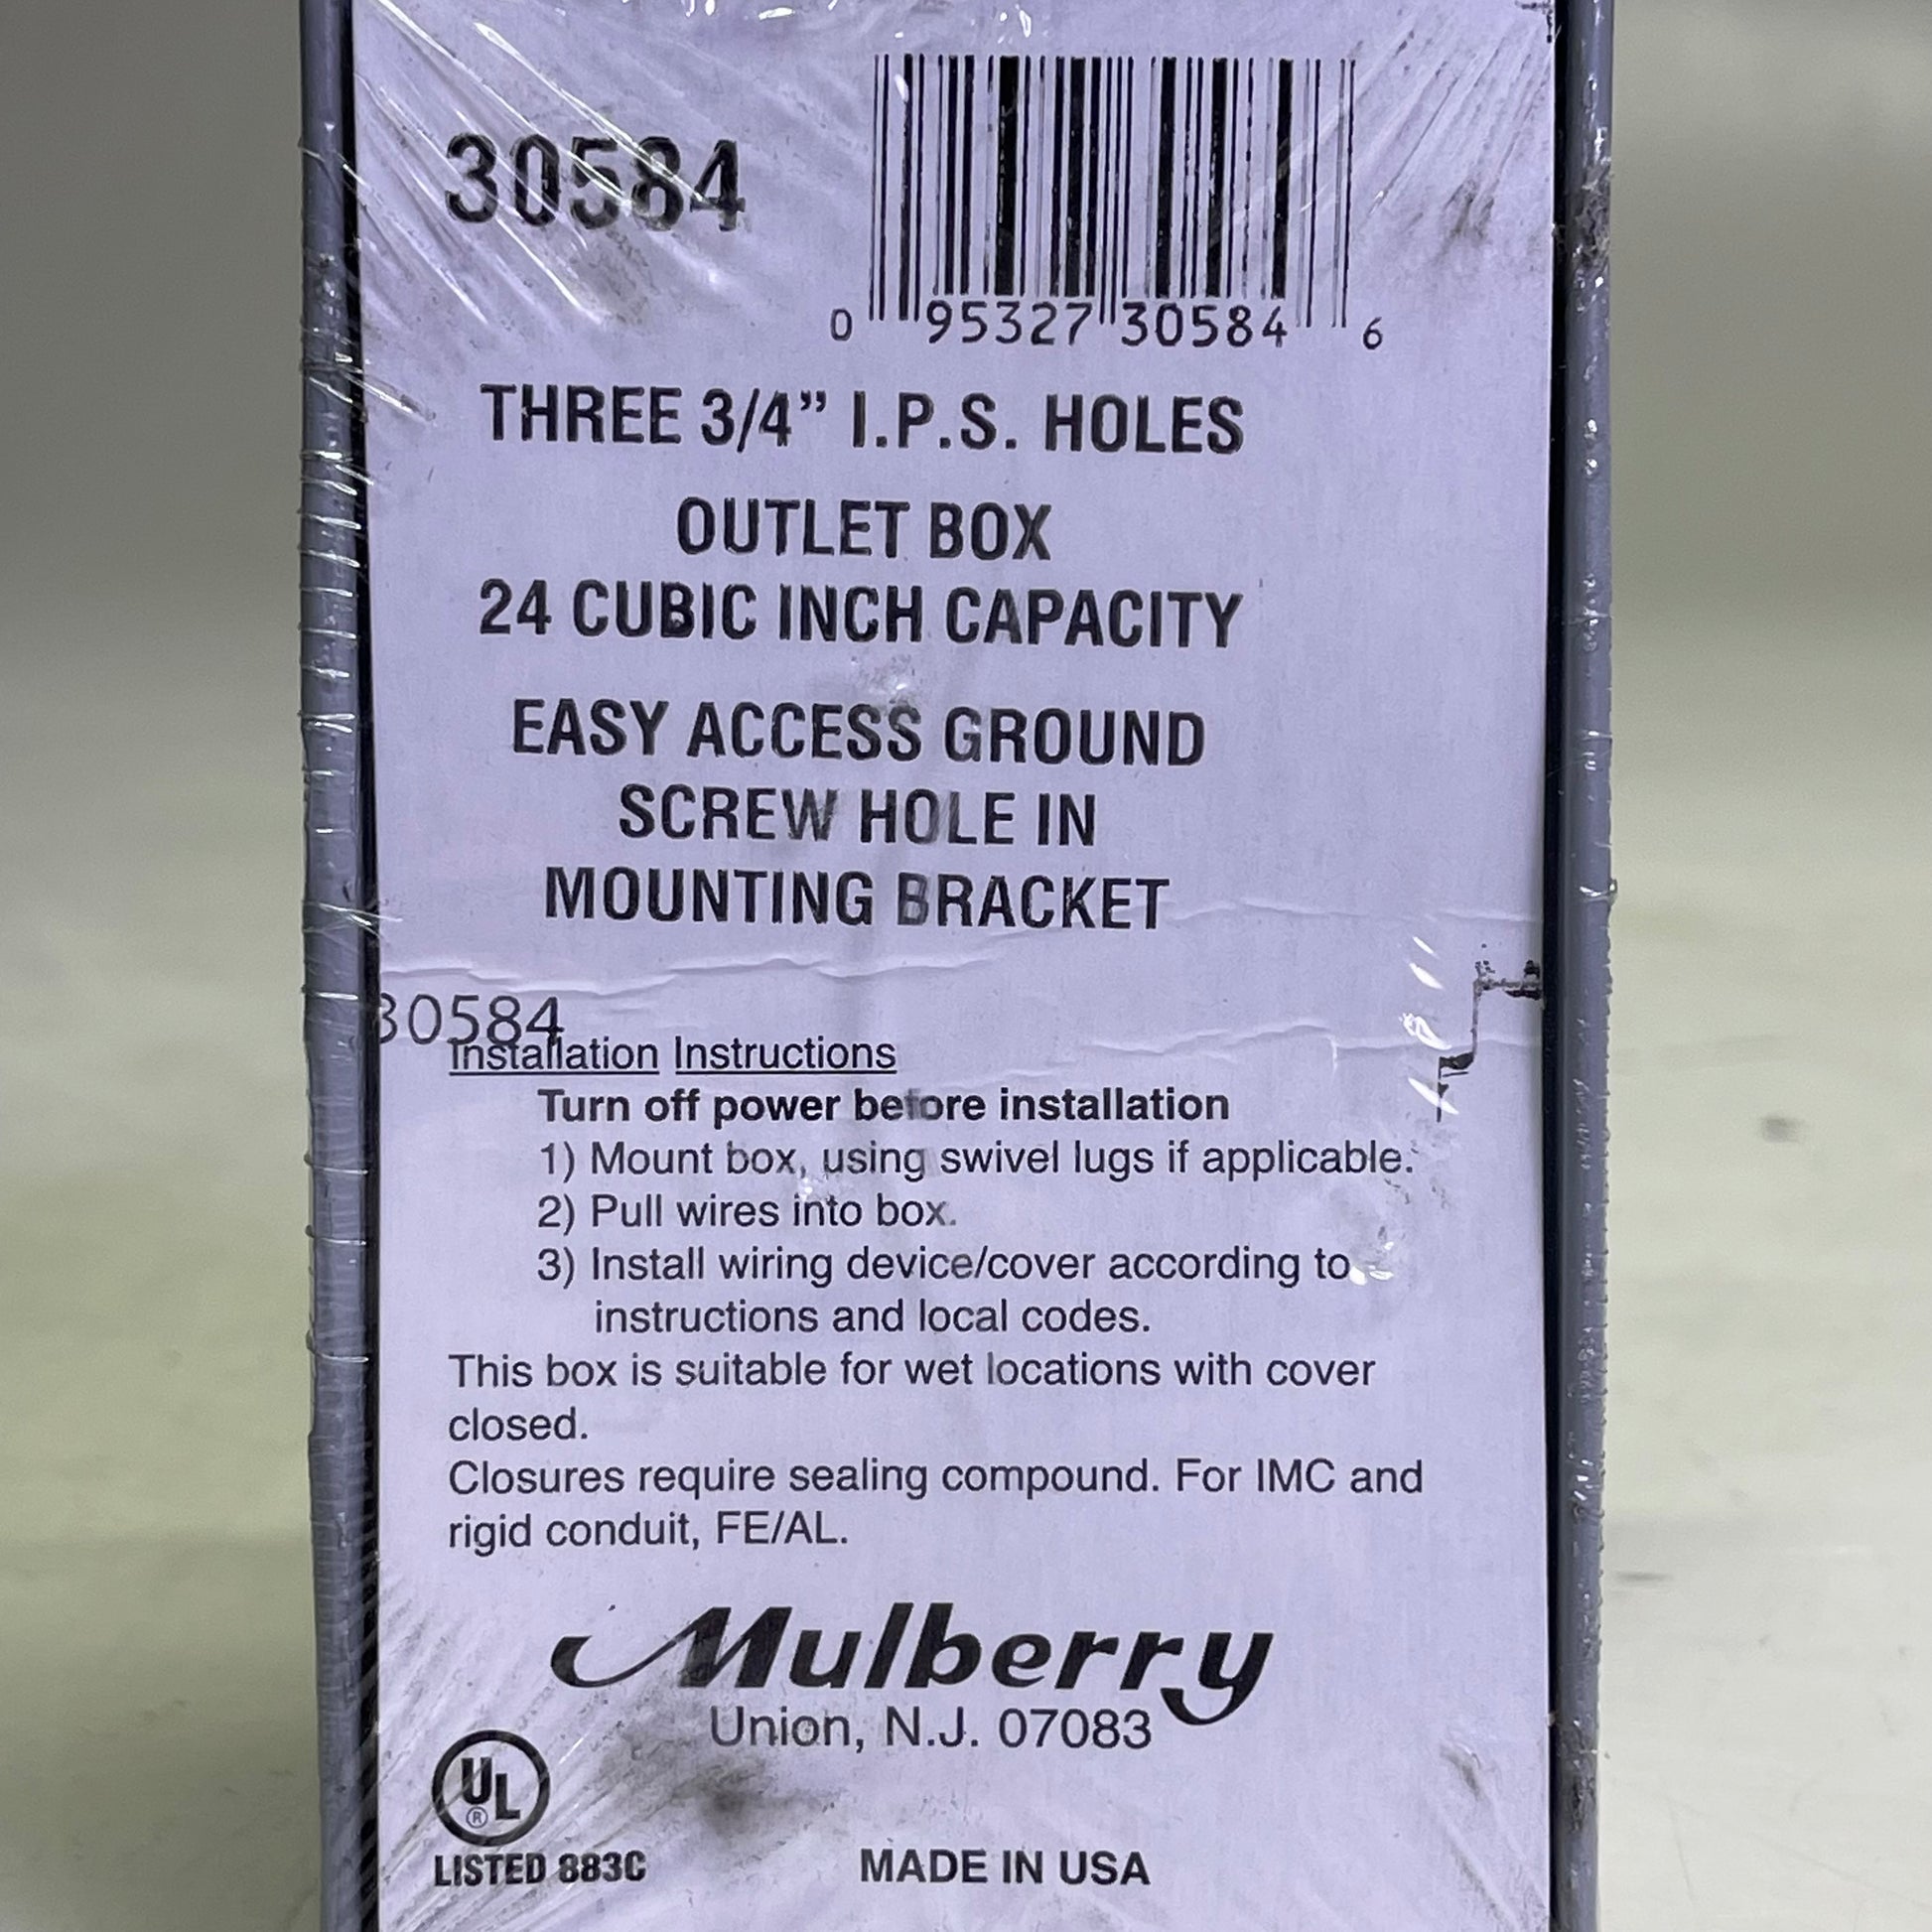 30584
0 95327 30584 6
THREE 3/4” I.P.S. HOLES
OUTLET BOX
24 CUBIC INCH CAPACITY
EASY ACCESS GROUND
SCREW HOLE IN
MOUNTING BRACKET
30584
Installation Instructions
Turn off power before installation
1) Mount box, using swivel lugs if applicable.
2) Pull wires into box.
3) Install wiring device/cover according to
instructions and local codes.
This box is suitable for wet locations with cover
closed.
Closures require sealing compound. For IMC and
rigid conduit, FE/AL.
Mulberry
Union, N.J. 07083
UL ®
LISTED 883C
MADE IN USA